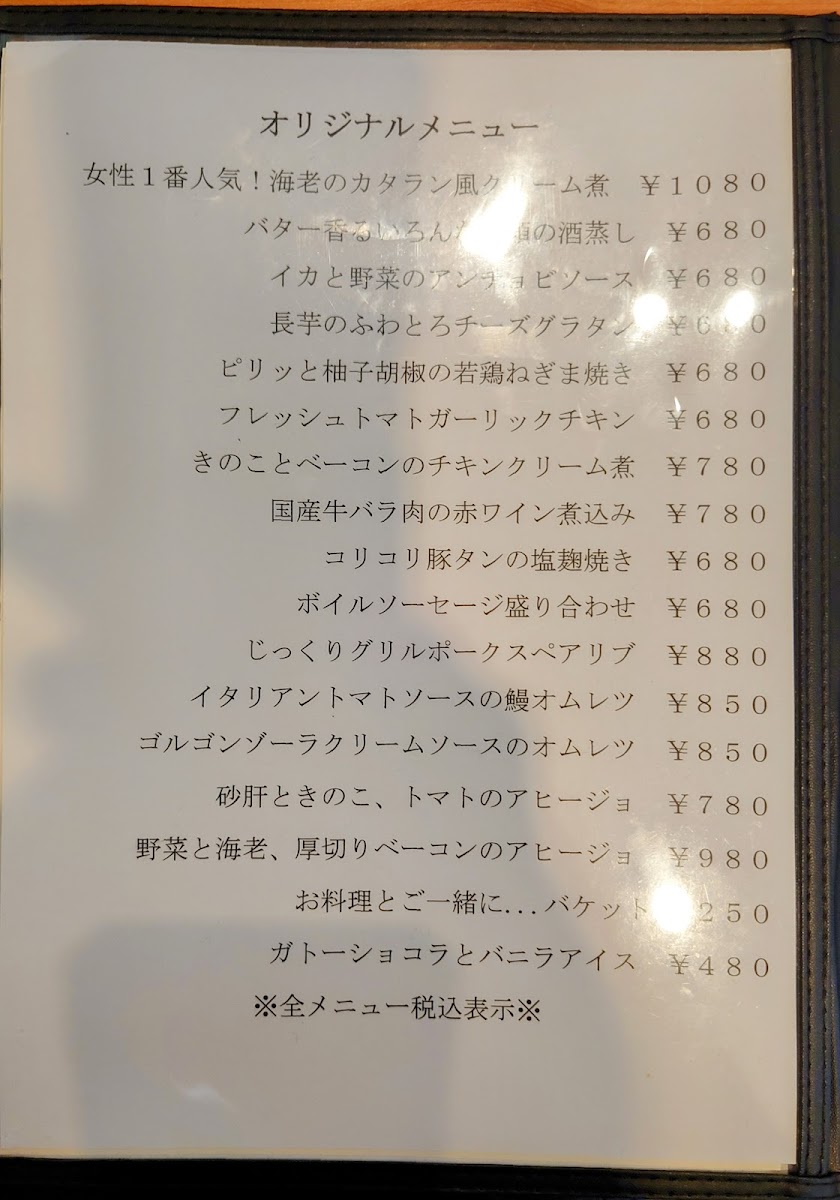 オリジナルメニュー
女性１番人気！海老のカタラン風クリーム煮 ￥１０８０
バター香るいろんな の酒蒸し ￥６８０
イカと野菜のアンチョビソース ￥６８０
長芋のふわとろチーズグラタン ￥６８０
ピリッと柚子胡椒の若鶏ねぎま焼き ￥６８０
フレッシュトマトガーリックチキン ￥６８０
きのことベーコンのチキンクリーム煮 ￥７８０
国産牛バラ肉の赤ワイン煮込み ￥７８０
コリコリ豚タンの塩麹焼き ￥６８０
ボイルソーセージ盛り合わせ ￥６８０
じっくりグリルポークスペアリブ ￥８８０
イタリアントマトソースの鰻オムレツ ￥８５０
ゴルゴンゾーラクリームソースのオムレツ ￥８５０
砂肝ときのこ、トマトのアヒージョ ￥７８０
野菜と海老、厚切りベーコンのアヒージョ ￥９８０
お料理とご一緒に...バケット ２５０
ガトーショコラとバニラアイス ￥４８０
※全メニュー税込表示※